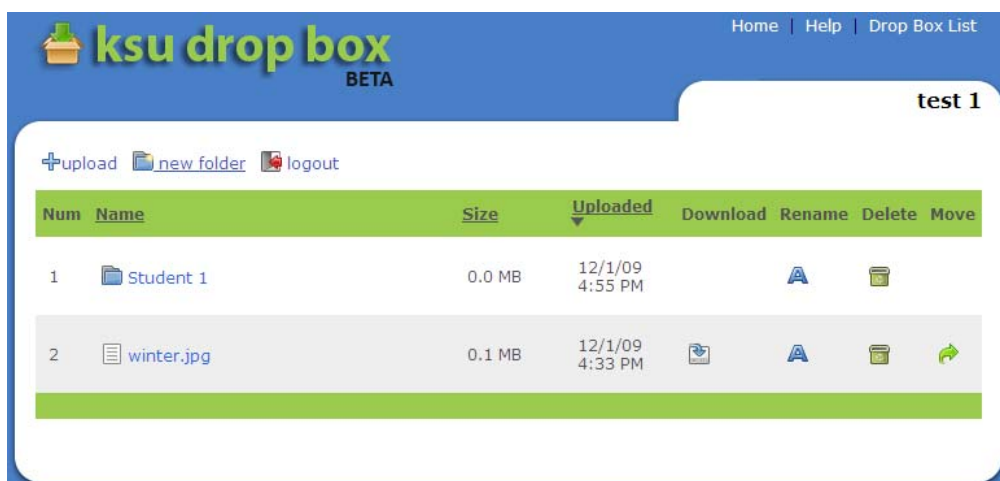 Home | Help | Drop Box List
ksu drop box
BETA
test 1
upload new folder logout
Num Name Size Uploaded Download Rename Delete Move
1 Student 1 0.0 MB 12/1/09
4:55 PM
2 winter.jpg 0.1 MB 12/1/09
4:33 PM